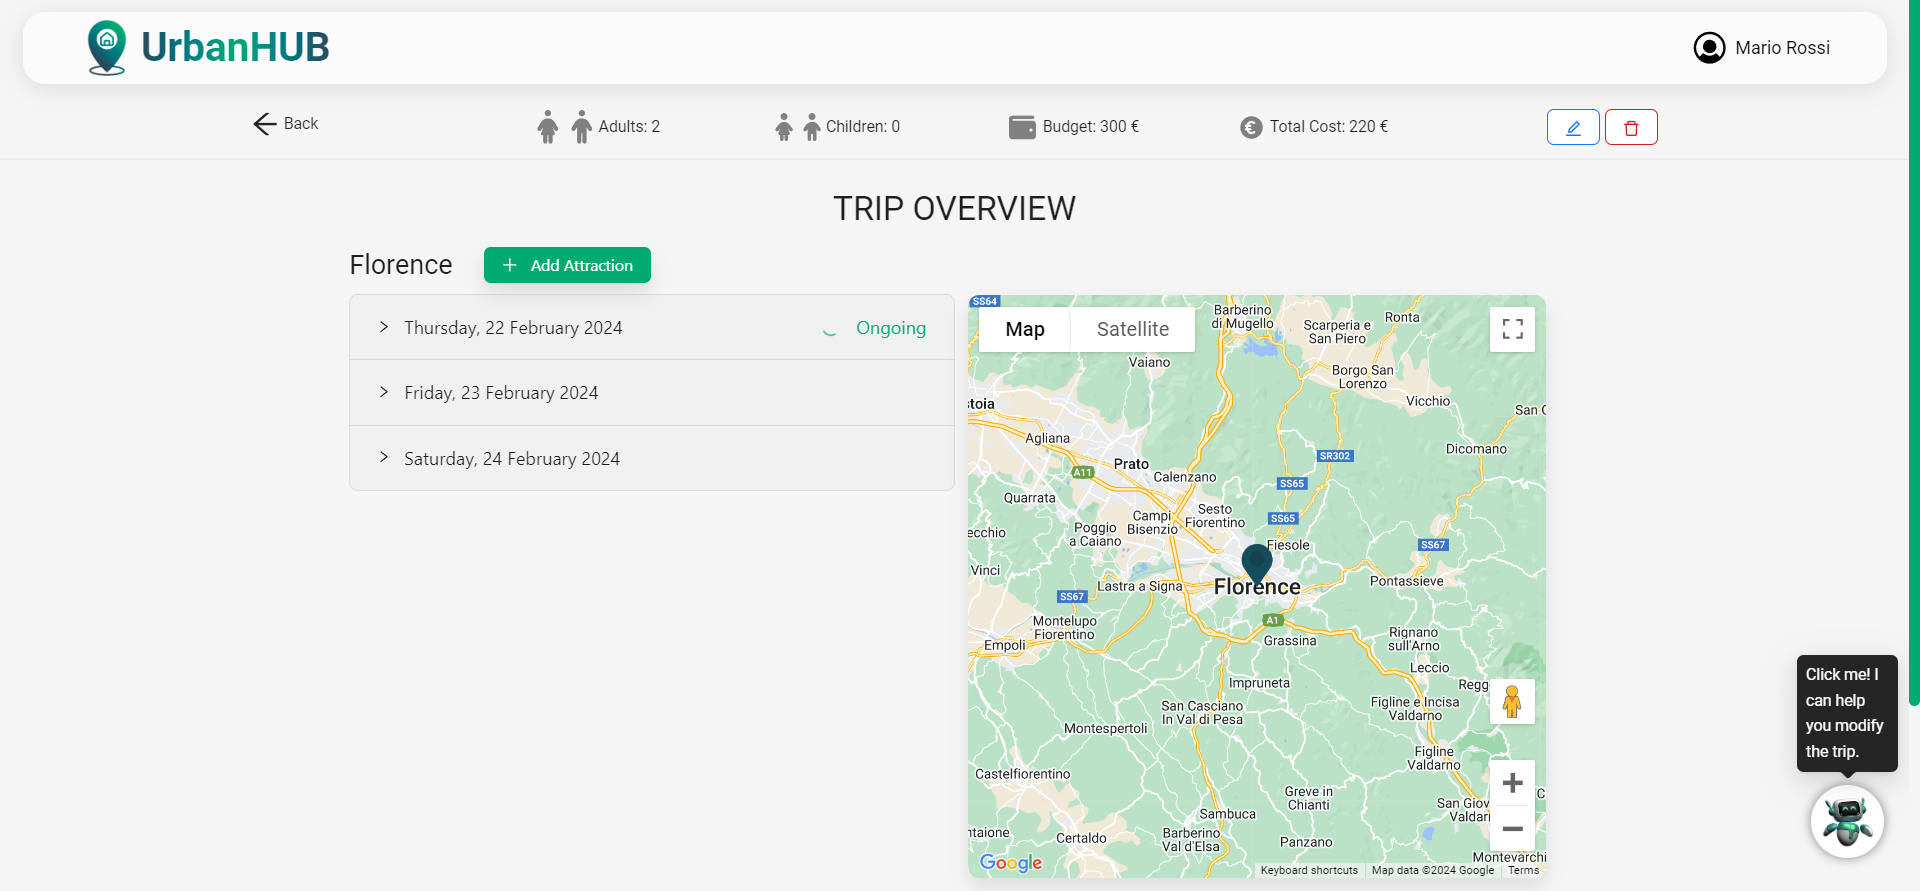 UrbanHUB
Mario Rossi
Back
Adults: 2
Children: 0
Budget: 300 €
Total Cost: 220 €
TRIP OVERVIEW
Florence
Add Attraction
Thursday, 22 February 2024
Ongoing
Friday, 23 February 2024
Saturday, 24 February 2024
Map
Satellite
SS64
Barberino
di Mugello
Scarperia e
San Piero
Ronta
Vaiano
Borgo San
Lorenzo
Vicchio
stoia
San
Agliana
Prato
SR302
Dicomano
A11
Calenzano
SS65
Quarrata
Campi
Bisenzio
Sesto
Fiorentino
SS65
Poggio
a Caiano
ecchio
Fiesole
SS67
Vinci
Lastra a Signa
Florence
Pontassieve
SS67
A1
Montelupo
Fiorentino
Grassina
Rignano
sull'Arno
Empoli
Leccio
Impruneta
Regg
San Casciano
In Val di Pesa
Figline e Incisa
Valdarno
Montespertoli
Figline
Valdarno
Castelfiorentino
Greve in
Chianti
San Giov
Valdar
Sambuca
ntaione
Certaldo
Barberino
Val d'Elsa
Panzano
Montevarchi
Google
Keyboard shortcuts
Map data ©2024 Google
Terms
Click me! I
can help
you modify
the trip.